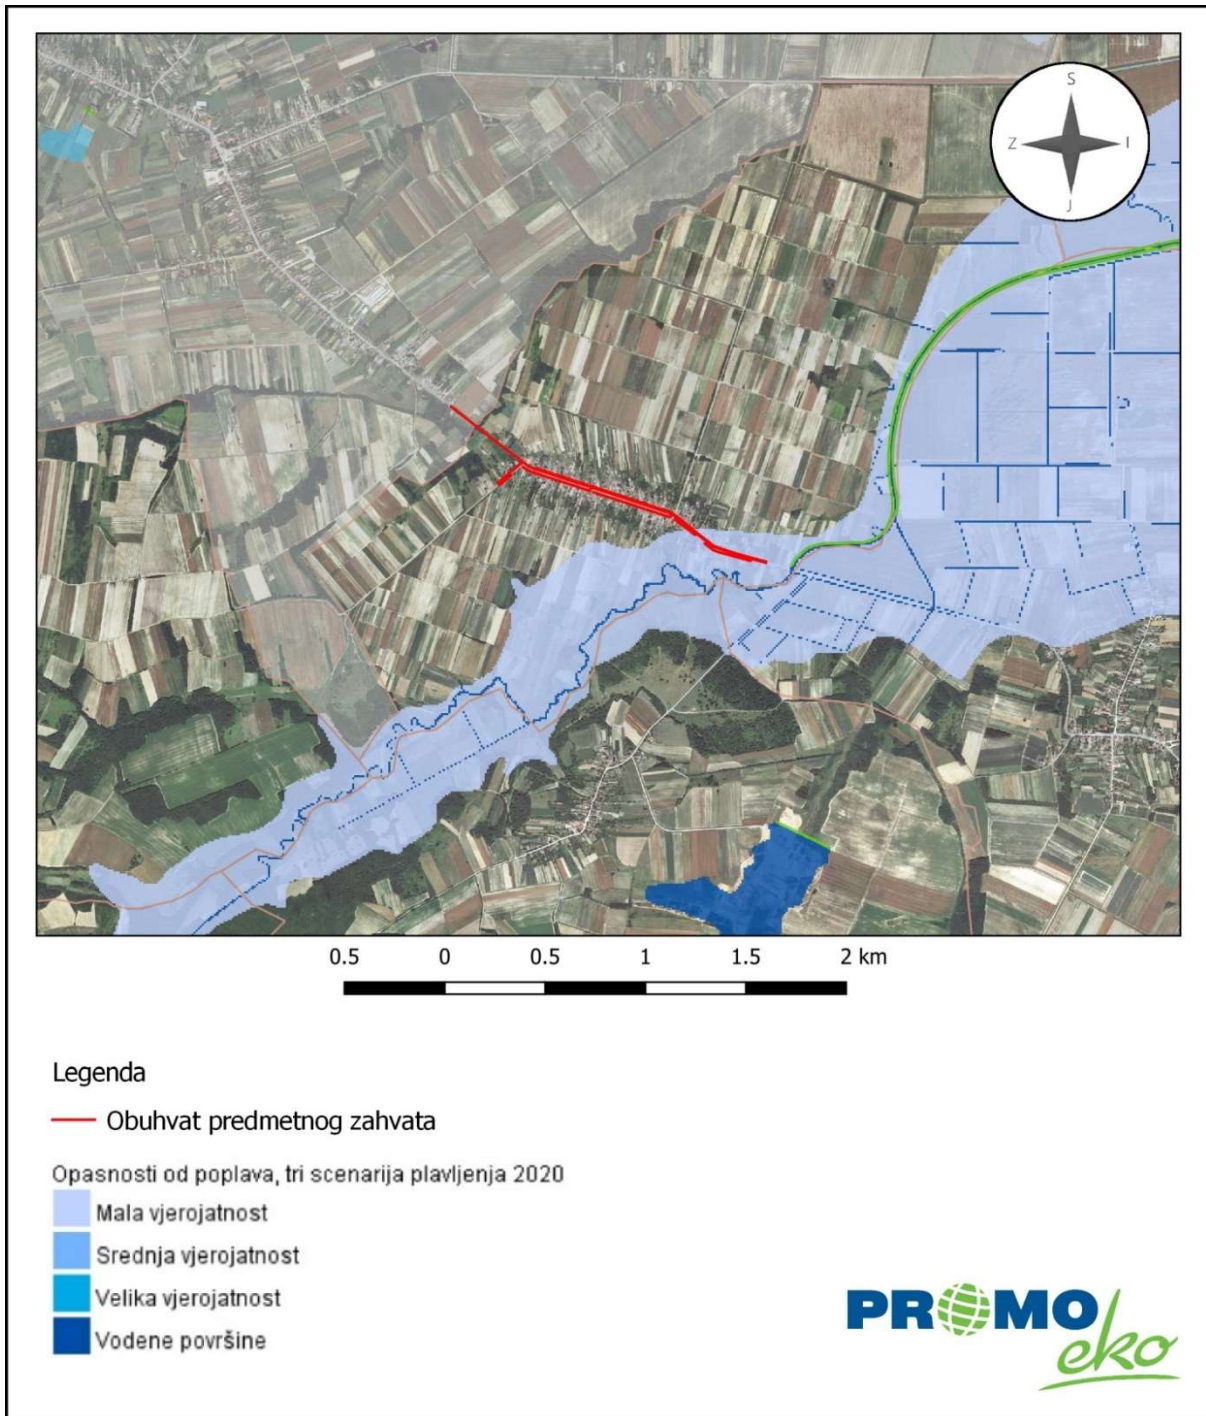 S
Z I
J
0.5 0 0.5 1 1.5 2 km
Legenda
Obuhvat predmetnog zahvata
Opasnosti od poplava, tri scenarija plavljenja 2020
Mala vjerojatnost
Srednja vjerojatnost
Velika vjerojatnost
Vodene površine
PROMO
eko